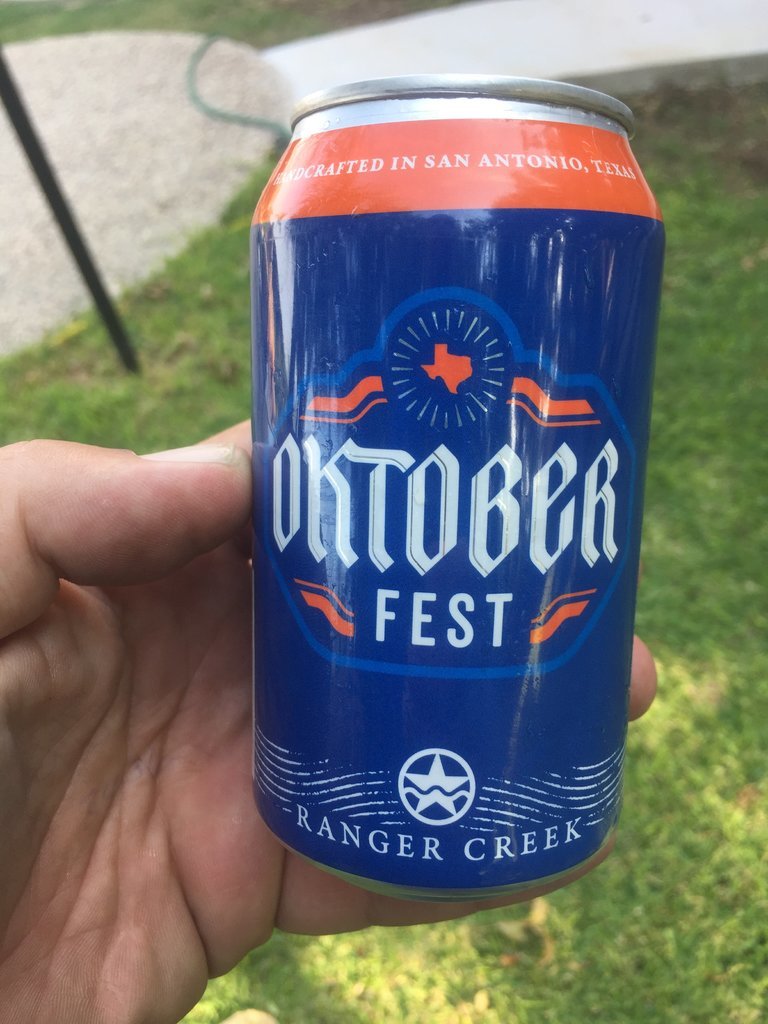 HANDCRAFTED IN SAN ANTONIO, TEXAS
OKTOBER
FEST
RANGER CREEK